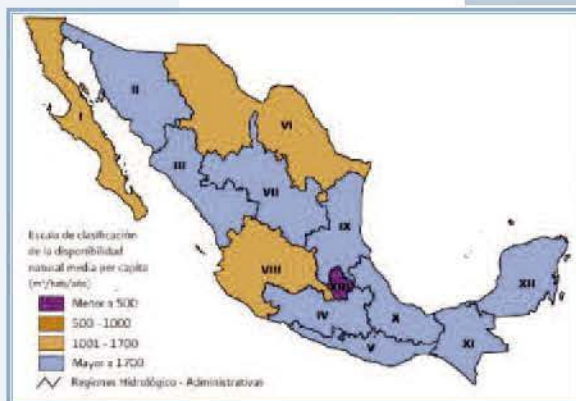 I
II
III
VI
VII
IX
VIII
XIII
IV
V
X
XI
XII
Escala de clasificación
de la disponibilidad
natural media per capita
(m³/hab/año)
Menor a 500
500 - 1000
1001 - 1700
Mayor a 1700
Regiones Hidrológico - Administrativas